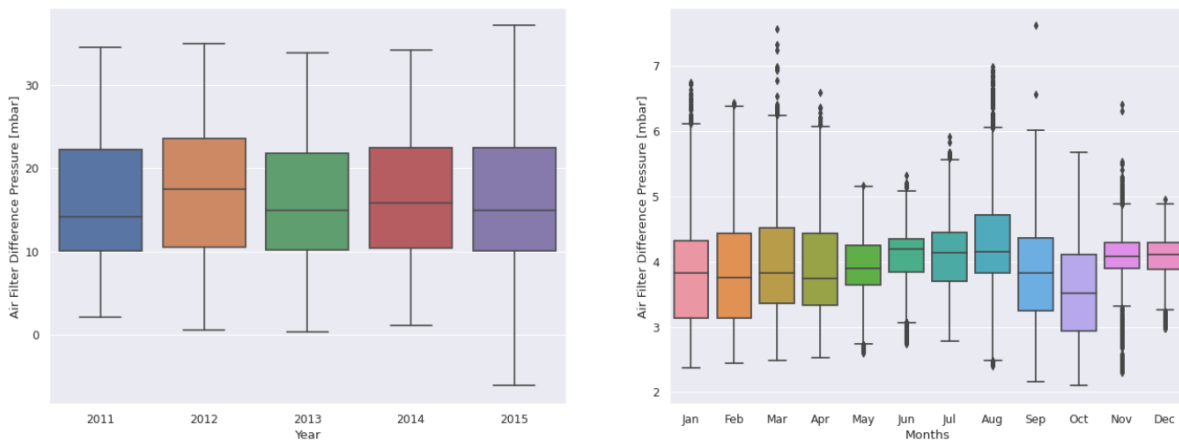 Air Filter Difference Pressure [mbar]
30
20
10
0
2011 2012 2013 2014 2015
Year
Air Filter Difference Pressure [mbar]
7
6
5
4
3
2
Jan Feb Mar Apr May Jun Jul Aug Sep Oct Nov Dec
Months